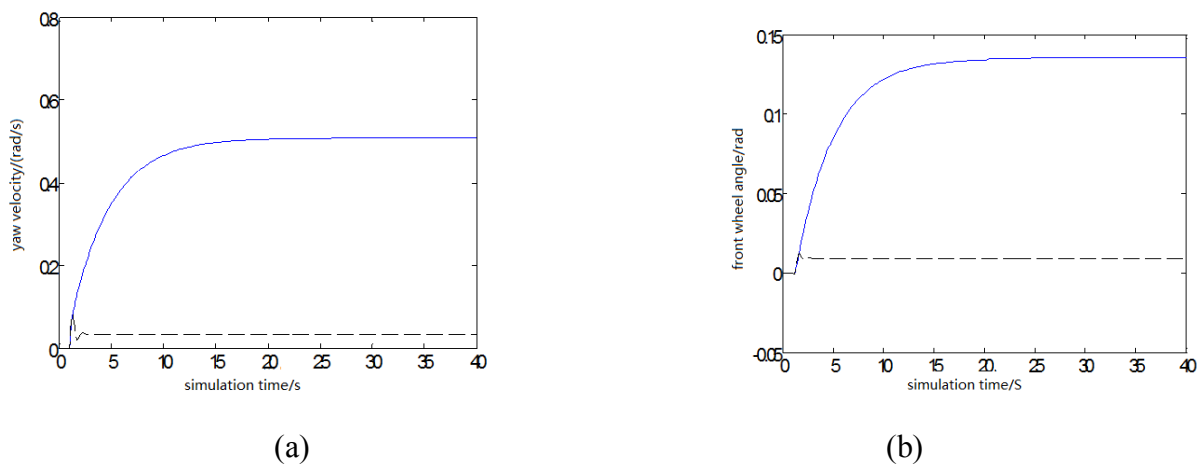 0.8
0.6
0.4
0.2
0
yaw velocity/(rad/s)
0 5 10 15 20 25 30 35 40
simulation time/s
(a)
0.15
0.1
0.05
0
-0.05
front wheel angle/rad
0 5 10 15 20. 25 30 35 40
simulation time/S
(b)